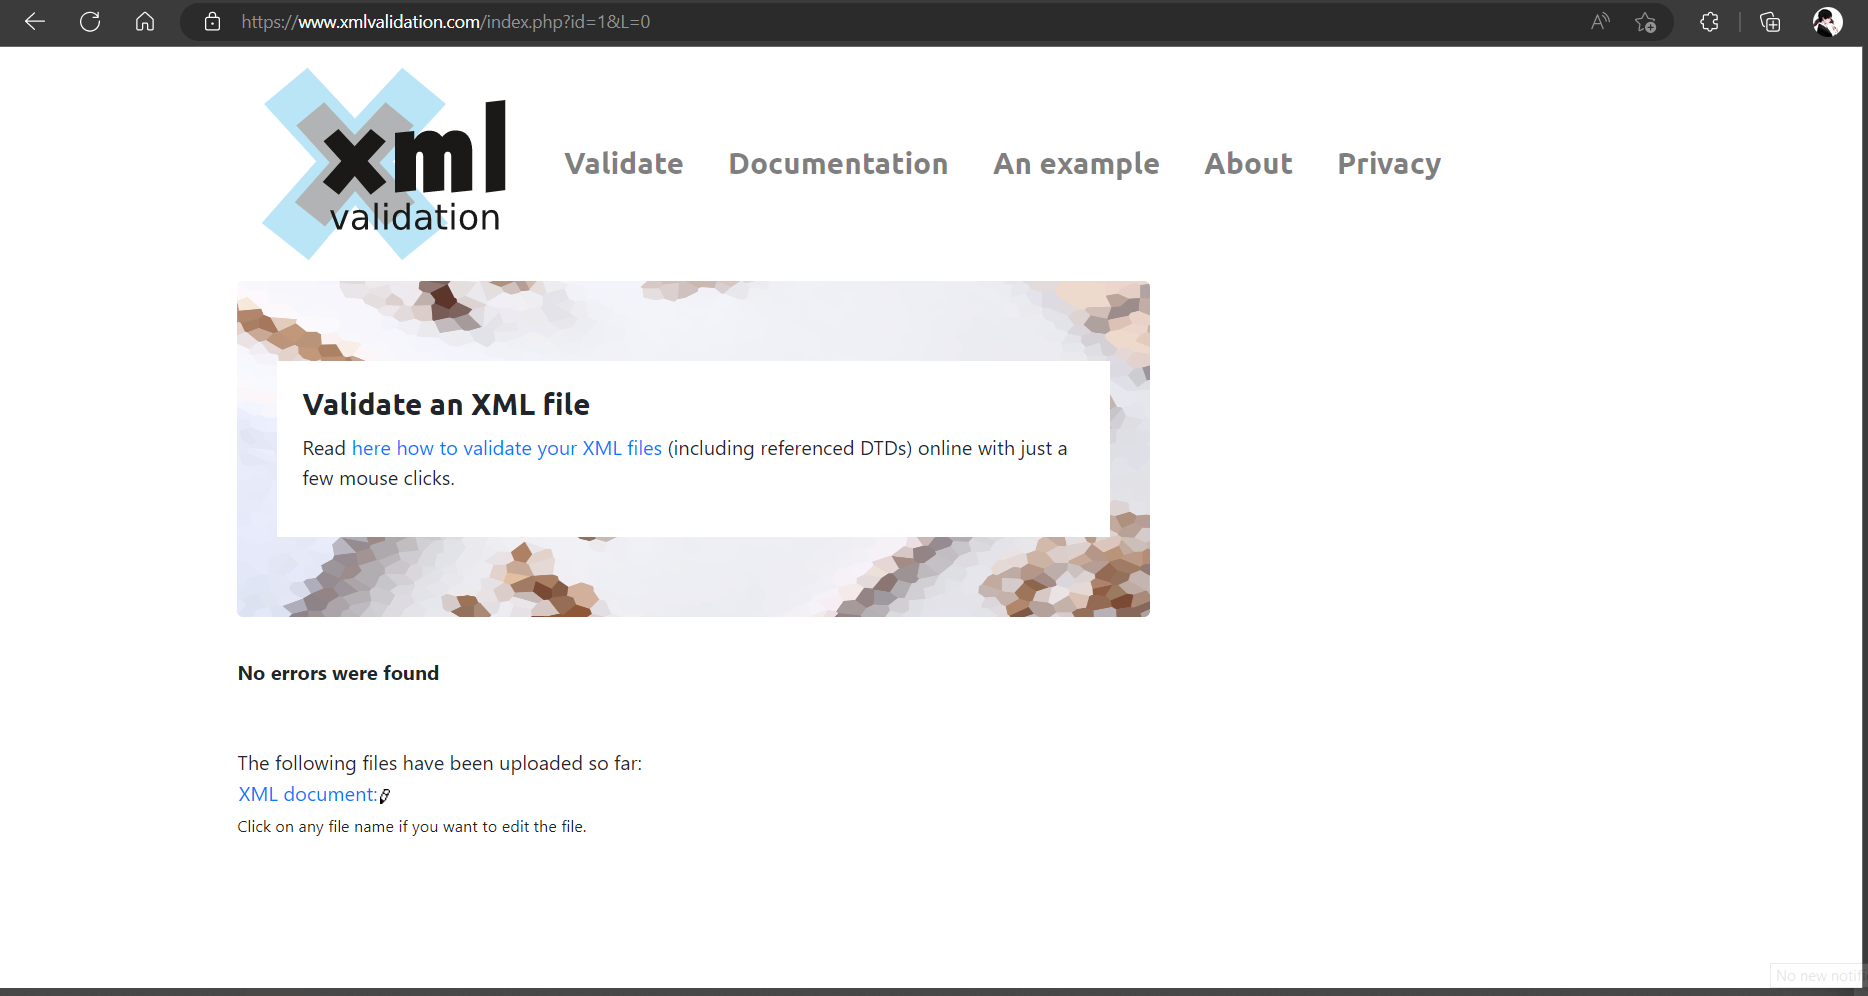 https://www.xmlvalidation.com/index.php?id=1&L=0
xml
validation
Validate Documentation An example About Privacy
Validate an XML file
Read here how to validate your XML files (including referenced DTDs) online with just a
few mouse clicks.
No errors were found
The following files have been uploaded so far:
XML document:
Click on any file name if you want to edit the file.
No new notif